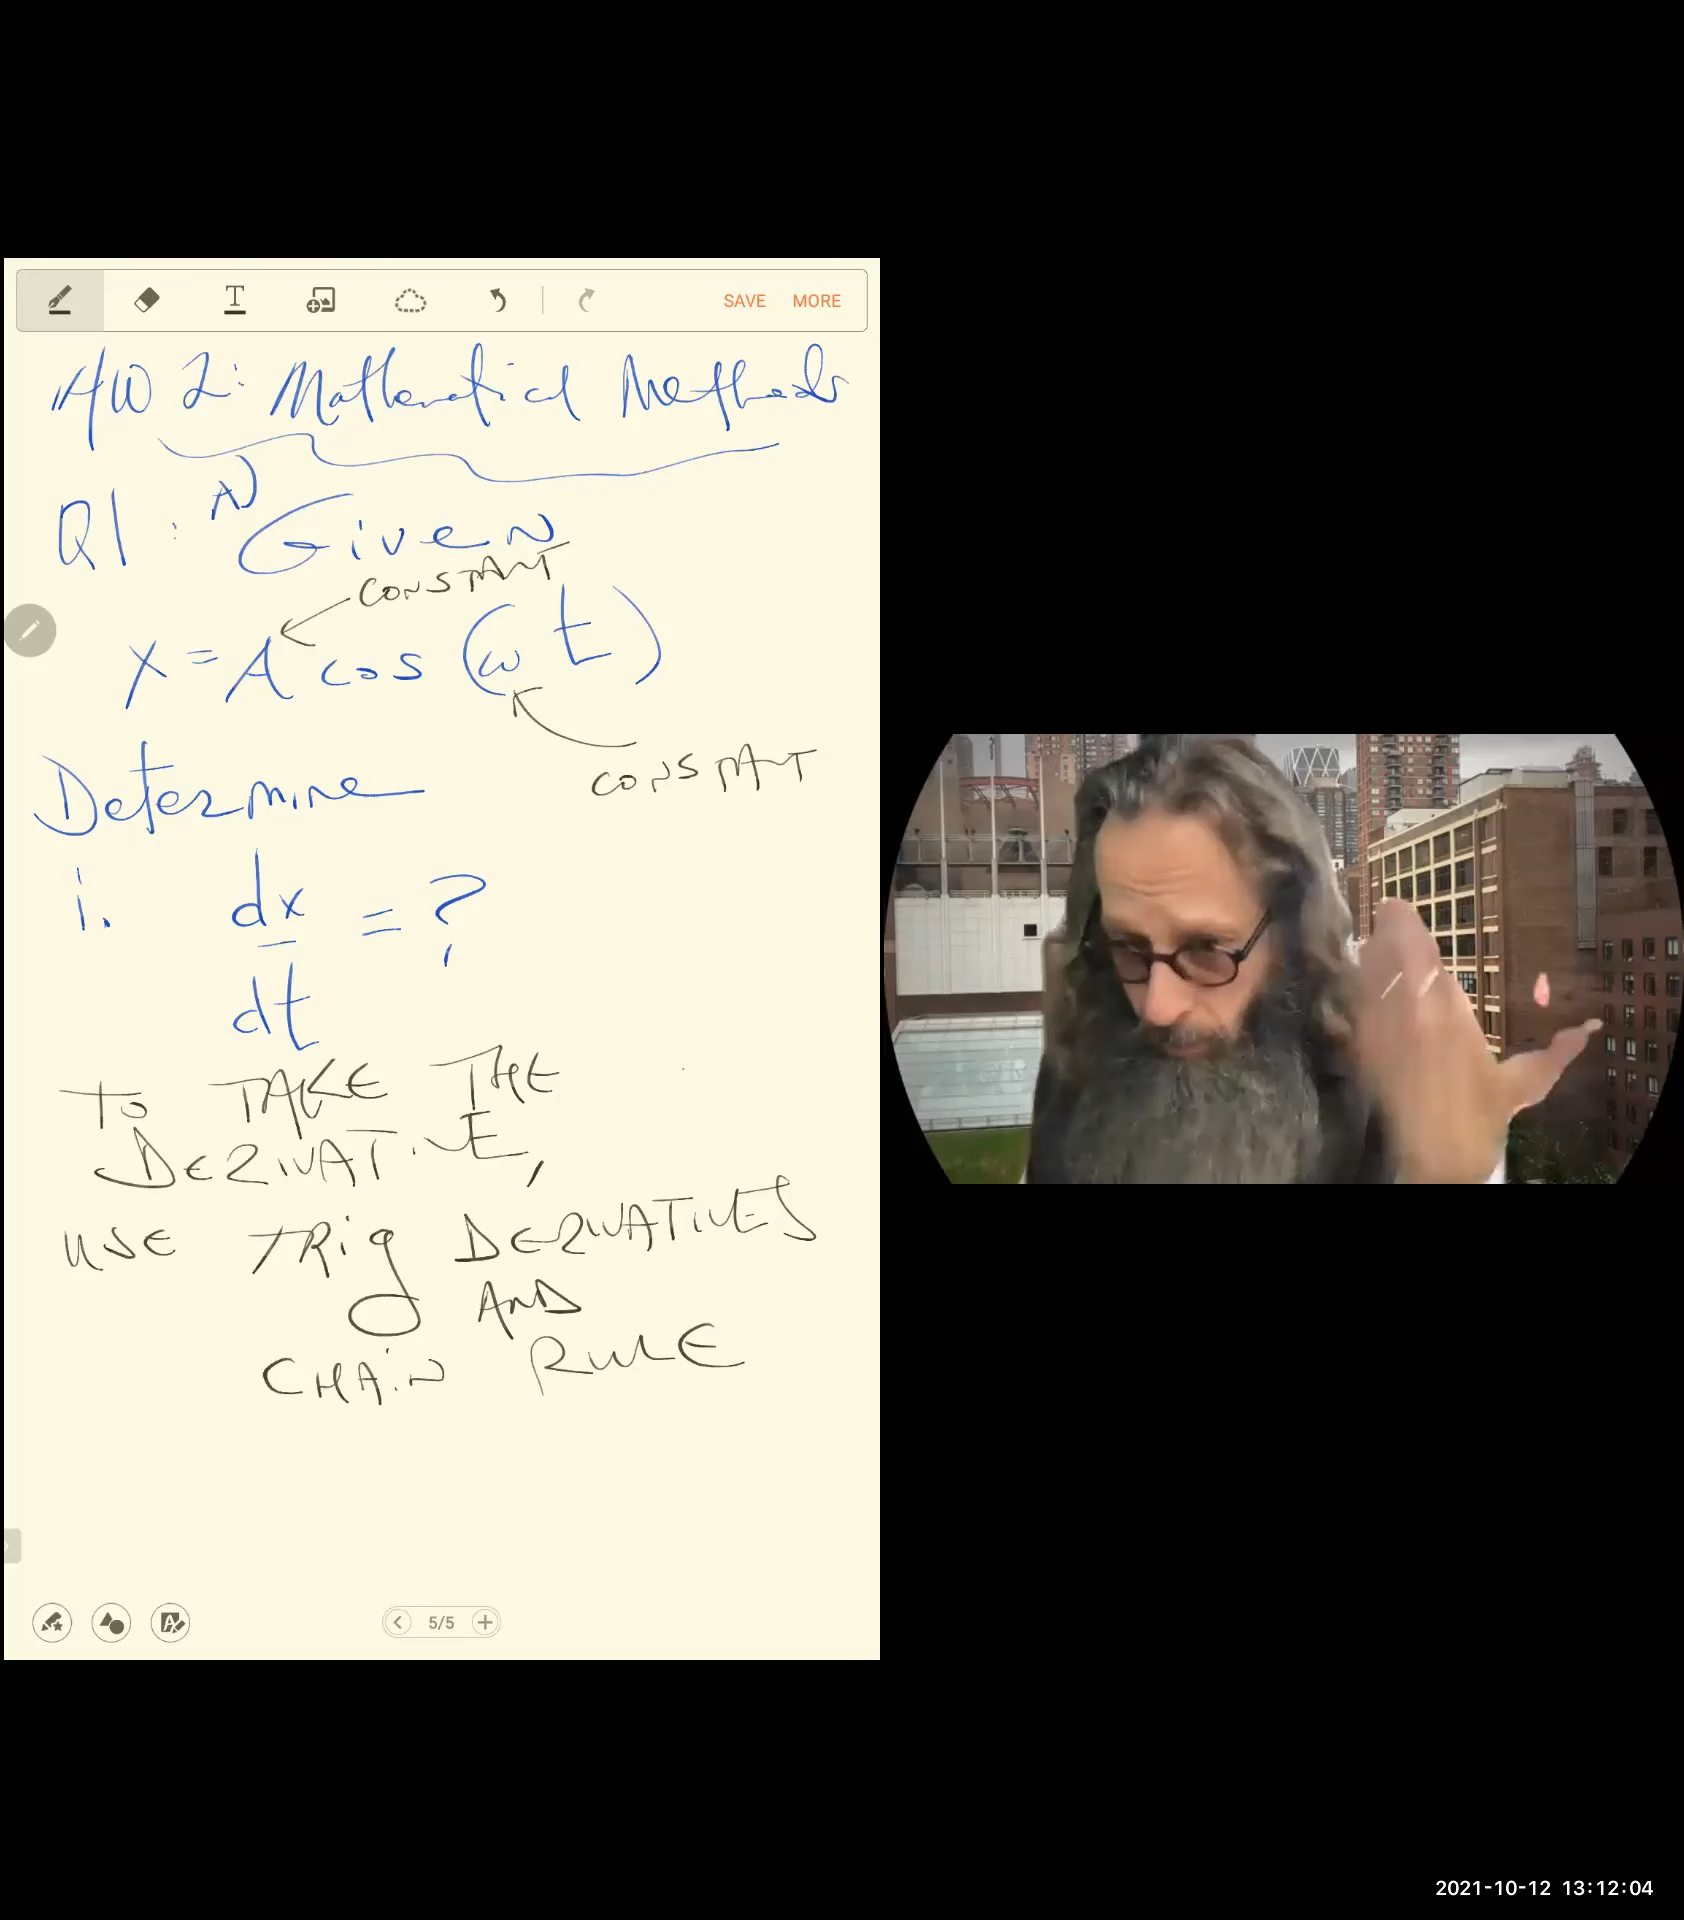 SAVE MORE
HW 2: Mathematical Methods
Q1: A) Given
CONSTANT
x = A cos (ω t)
CONSTANT
Determine
i. dx = ?
dt
TO TAKE THE
DERIVATIVE,
USE TRIG DERIVATIVES
AND
CHAIN RULE
5/5
2021-10-12 13:12:04